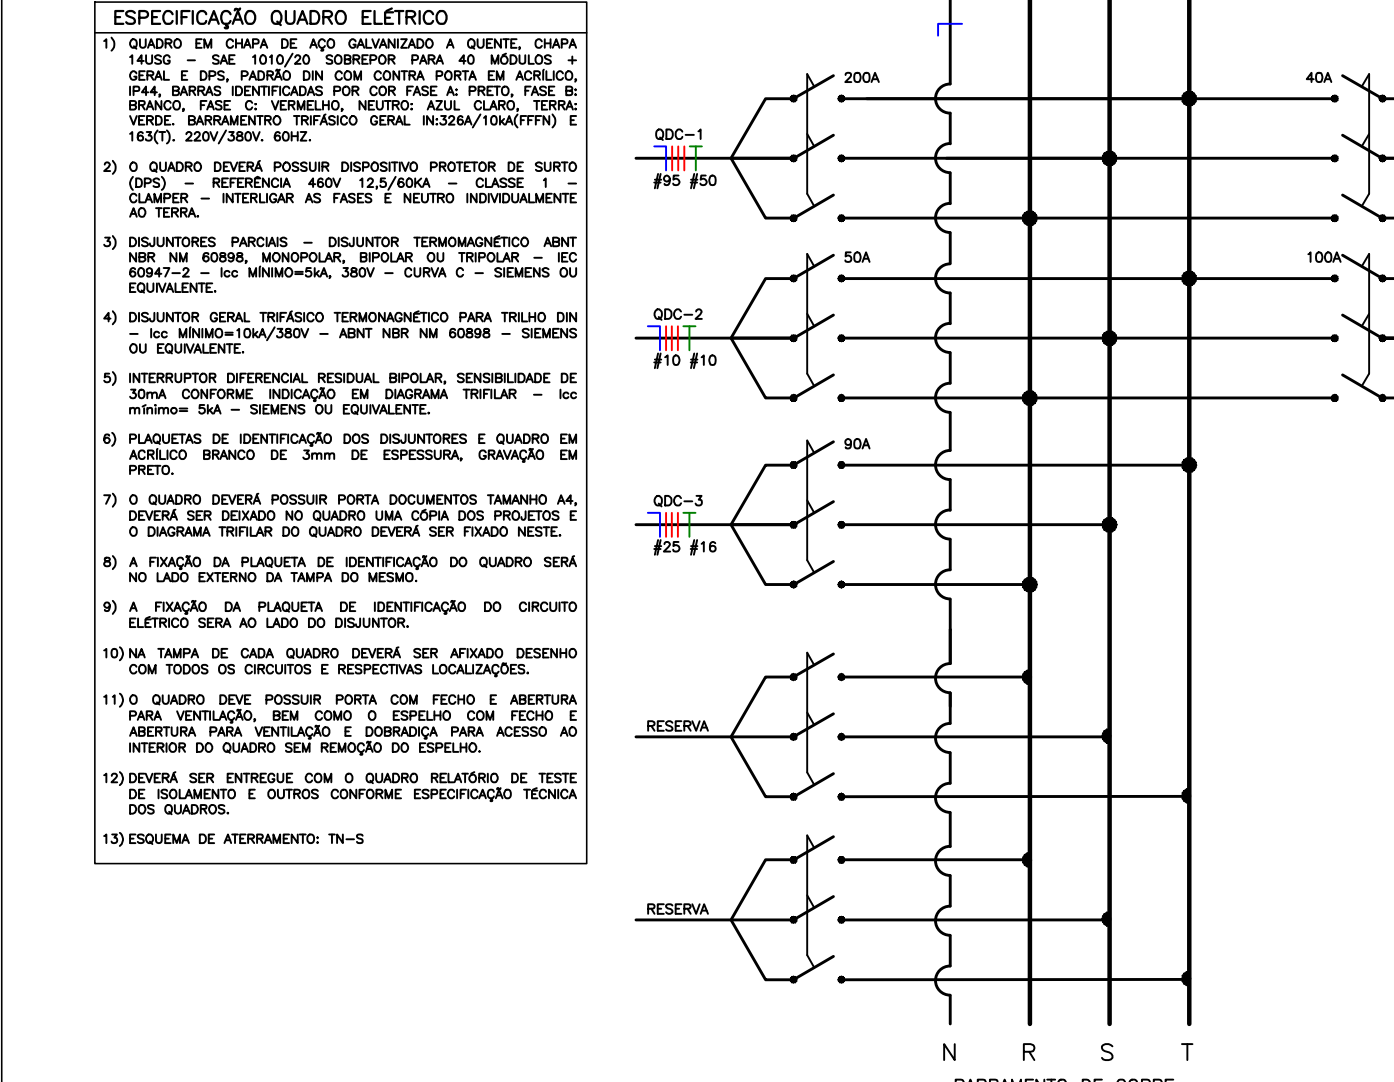 ESPECIFICAÇÃO QUADRO ELÉTRICO
1) QUADRO EM CHAPA DE AÇO GALVANIZADO A QUENTE, CHAPA
14USG – SAE 1010/20 SOBREPOR PARA 40 MÓDULOS +
GERAL E DPS, PADRÃO DIN COM CONTRA PORTA EM ACRÍLICO,
IP44, BARRAS IDENTIFICADAS POR COR FASE A: PRETO, FASE B:
BRANCO, FASE C: VERMELHO, NEUTRO: AZUL CLARO, TERRA:
VERDE. BARRAMENTRO TRIFÁSICO GERAL IN:326A/10kA(FFFN) E
163(T). 220V/380V. 60HZ.
2) O QUADRO DEVERÁ POSSUIR DISPOSITIVO PROTETOR DE SURTO
(DPS) – REFERÊNCIA 460V 12,5/60KA – CLASSE 1 –
CLAMPER – INTERLIGAR AS FASES E NEUTRO INDIVIDUALMENTE
AO TERRA.
3) DISJUNTORES PARCIAIS – DISJUNTOR TERMOMAGNÉTICO ABNT
NBR NM 60898, MONOPOLAR, BIPOLAR OU TRIPOLAR – IEC
60947-2 – Icc MÍNIMO=5kA, 380V – CURVA C – SIEMENS OU
EQUIVALENTE.
4) DISJUNTOR GERAL TRIFÁSICO TERMONAGNÉTICO PARA TRILHO DIN
– Icc MÍNIMO=10kA/380V – ABNT NBR NM 60898 – SIEMENS
OU EQUIVALENTE.
5) INTERRUPTOR DIFERENCIAL RESIDUAL BIPOLAR, SENSIBILIDADE DE
30mA CONFORME INDICAÇÃO EM DIAGRAMA TRIFILAR – Icc
mínimo= 5kA – SIEMENS OU EQUIVALENTE.
6) PLAQUETAS DE IDENTIFICAÇÃO DOS DISJUNTORES E QUADRO EM
ACRÍLICO BRANCO DE 3mm DE ESPESSURA, GRAVAÇÃO EM
PRETO.
7) O QUADRO DEVERÁ POSSUIR PORTA DOCUMENTOS TAMANHO A4,
DEVERÁ SER DEIXADO NO QUADRO UMA CÓPIA DOS PROJETOS E
O DIAGRAMA TRIFILAR DO QUADRO DEVERÁ SER FIXADO NESTE.
8) A FIXAÇÃO DA PLAQUETA DE IDENTIFICAÇÃO DO QUADRO SERÁ
NO LADO EXTERNO DA TAMPA DO MESMO.
9) A FIXAÇÃO DA PLAQUETA DE IDENTIFICAÇÃO DO CIRCUITO
ELÉTRICO SERA AO LADO DO DISJUNTOR.
10) NA TAMPA DE CADA QUADRO DEVERÁ SER AFIXADO DESENHO
COM TODOS OS CIRCUITOS E RESPECTIVAS LOCALIZAÇÕES.
11) O QUADRO DEVE POSSUIR PORTA COM FECHO E ABERTURA
PARA VENTILAÇÃO, BEM COMO O ESPELHO COM FECHO E
ABERTURA PARA VENTILAÇÃO E DOBRADIÇA PARA ACESSO AO
INTERIOR DO QUADRO SEM REMOÇÃO DO ESPELHO.
12) DEVERÁ SER ENTREGUE COM O QUADRO RELATÓRIO DE TESTE
DE ISOLAMENTO E OUTROS CONFORME ESPECIFICAÇÃO TÉCNICA
DOS QUADROS.
13) ESQUEMA DE ATERRAMENTO: TN-S
200A
40A
QDC-1
#95 #50
50A
100A
QDC-2
#10 #10
90A
QDC-3
#25 #16
RESERVA
RESERVA
N R S T
BARRAMENTO DE COBRE